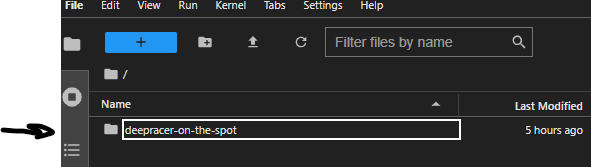 File Edit View Run Kernel Tabs Settings Help
+ Filter files by name
/
Name Last Modified
deepracer-on-the-spot 5 hours ago